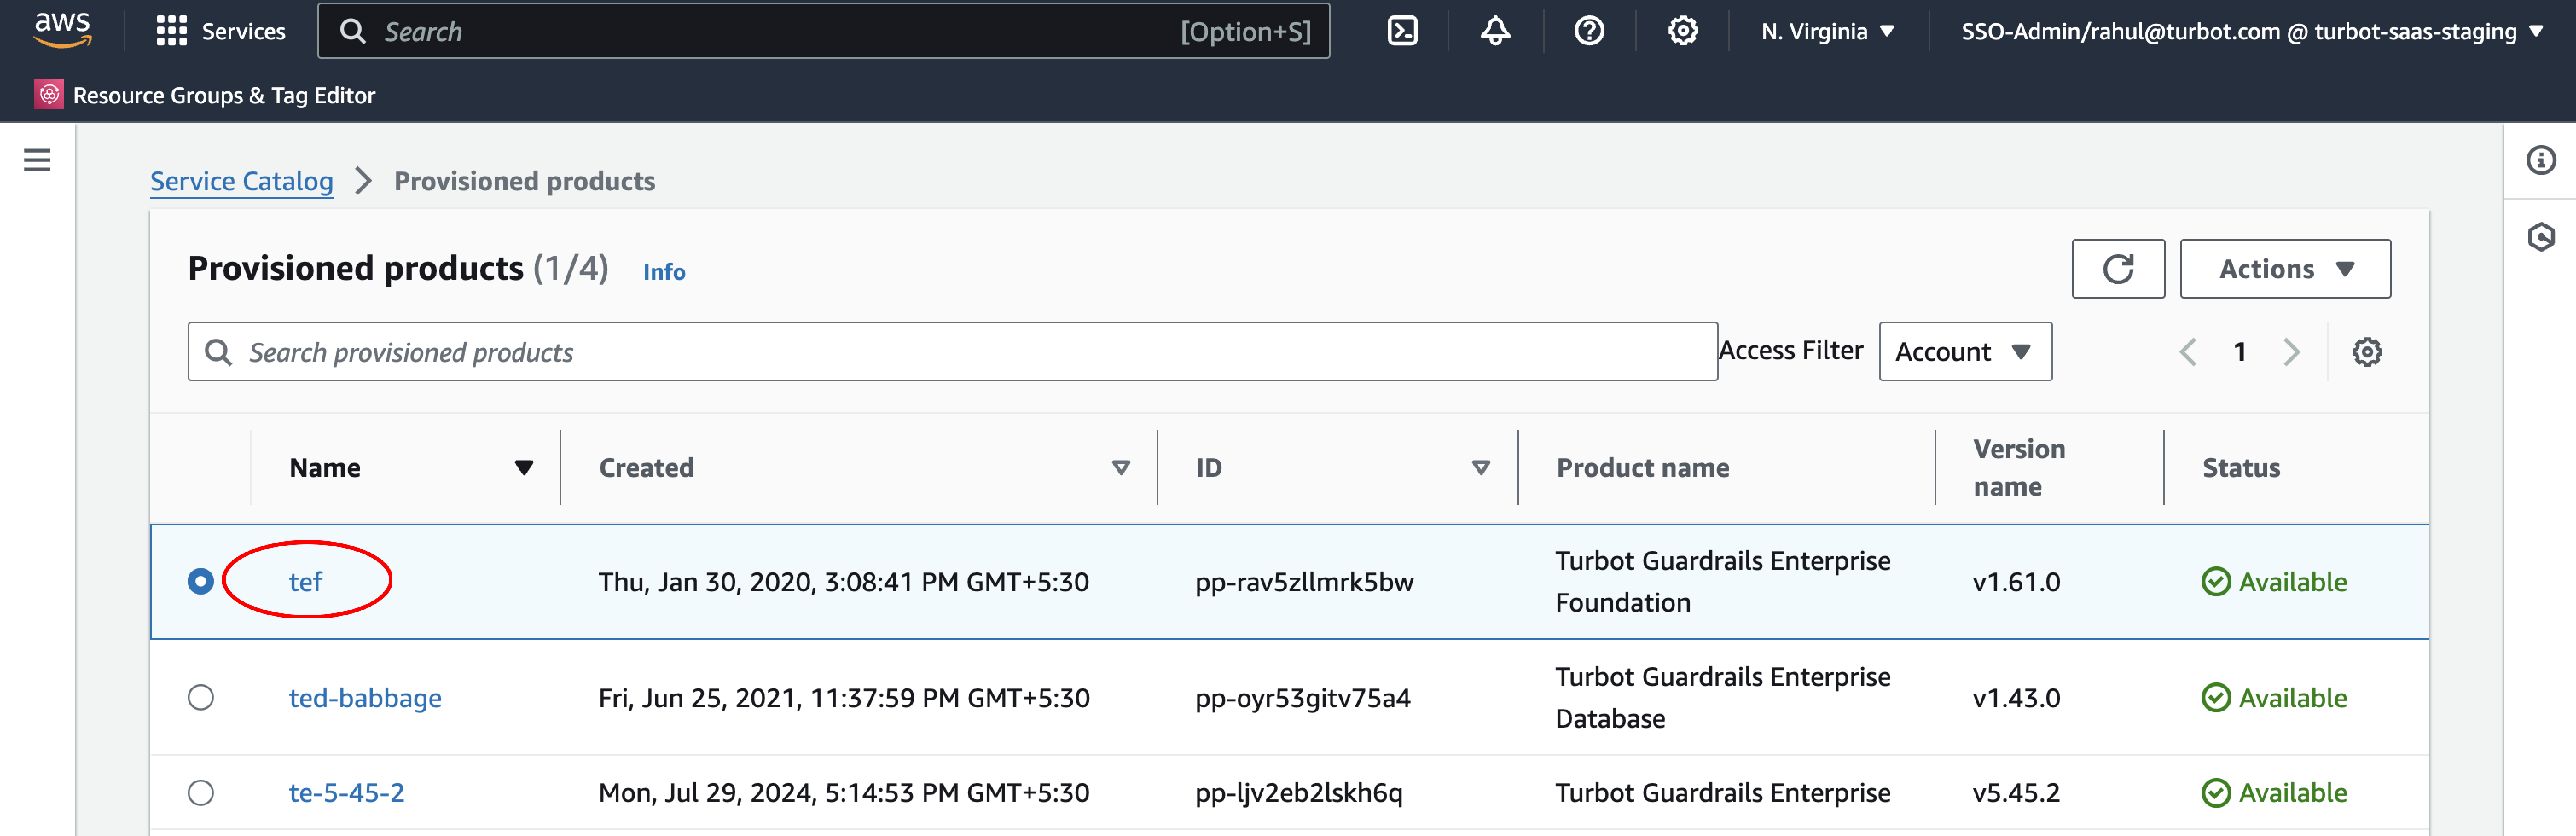 aws
Services
Search [Option+S]
N. Virginia
SSO-Admin/rahul@turbot.com @ turbot-saas-staging
Resource Groups & Tag Editor
Service Catalog > Provisioned products
Provisioned products (1/4) Info
Actions
Search provisioned products
Access Filter
Account
1
Name Created ID Product name Version name Status
tef Thu, Jan 30, 2020, 3:08:41 PM GMT+5:30 pp-rav5zllmrk5bw Turbot Guardrails Enterprise Foundation v1.61.0 Available
ted-babbage Fri, Jun 25, 2021, 11:37:59 PM GMT+5:30 pp-oyr53gitv75a4 Turbot Guardrails Enterprise Database v1.43.0 Available
te-5-45-2 Mon, Jul 29, 2024, 5:14:53 PM GMT+5:30 pp-ljv2eb2lskh6q Turbot Guardrails Enterprise v5.45.2 Available